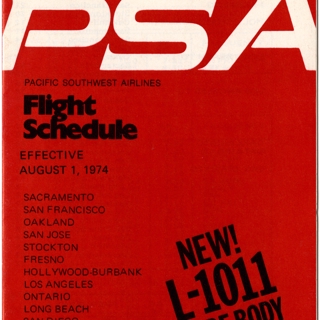 PSA
PACIFIC SOUTHWEST AIRLINES
Flight
Schedule
EFFECTIVE
AUGUST 1, 1974
SACRAMENTO
SAN FRANCISCO
OAKLAND
SAN JOSE
STOCKTON
FRESNO
HOLLYWOOD-BURBANK
LOS ANGELES
ONTARIO
LONG BEACH
NEW!
L-1011
BODY